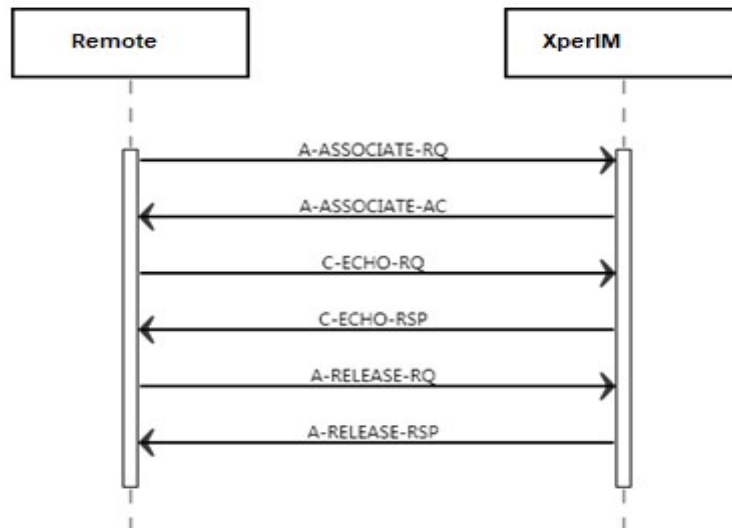 Remote
XperIM
A-ASSOCIATE-RQ
A-ASSOCIATE-AC
C-ECHO-RQ
C-ECHO-RSP
A-RELEASE-RQ
A-RELEASE-RSP